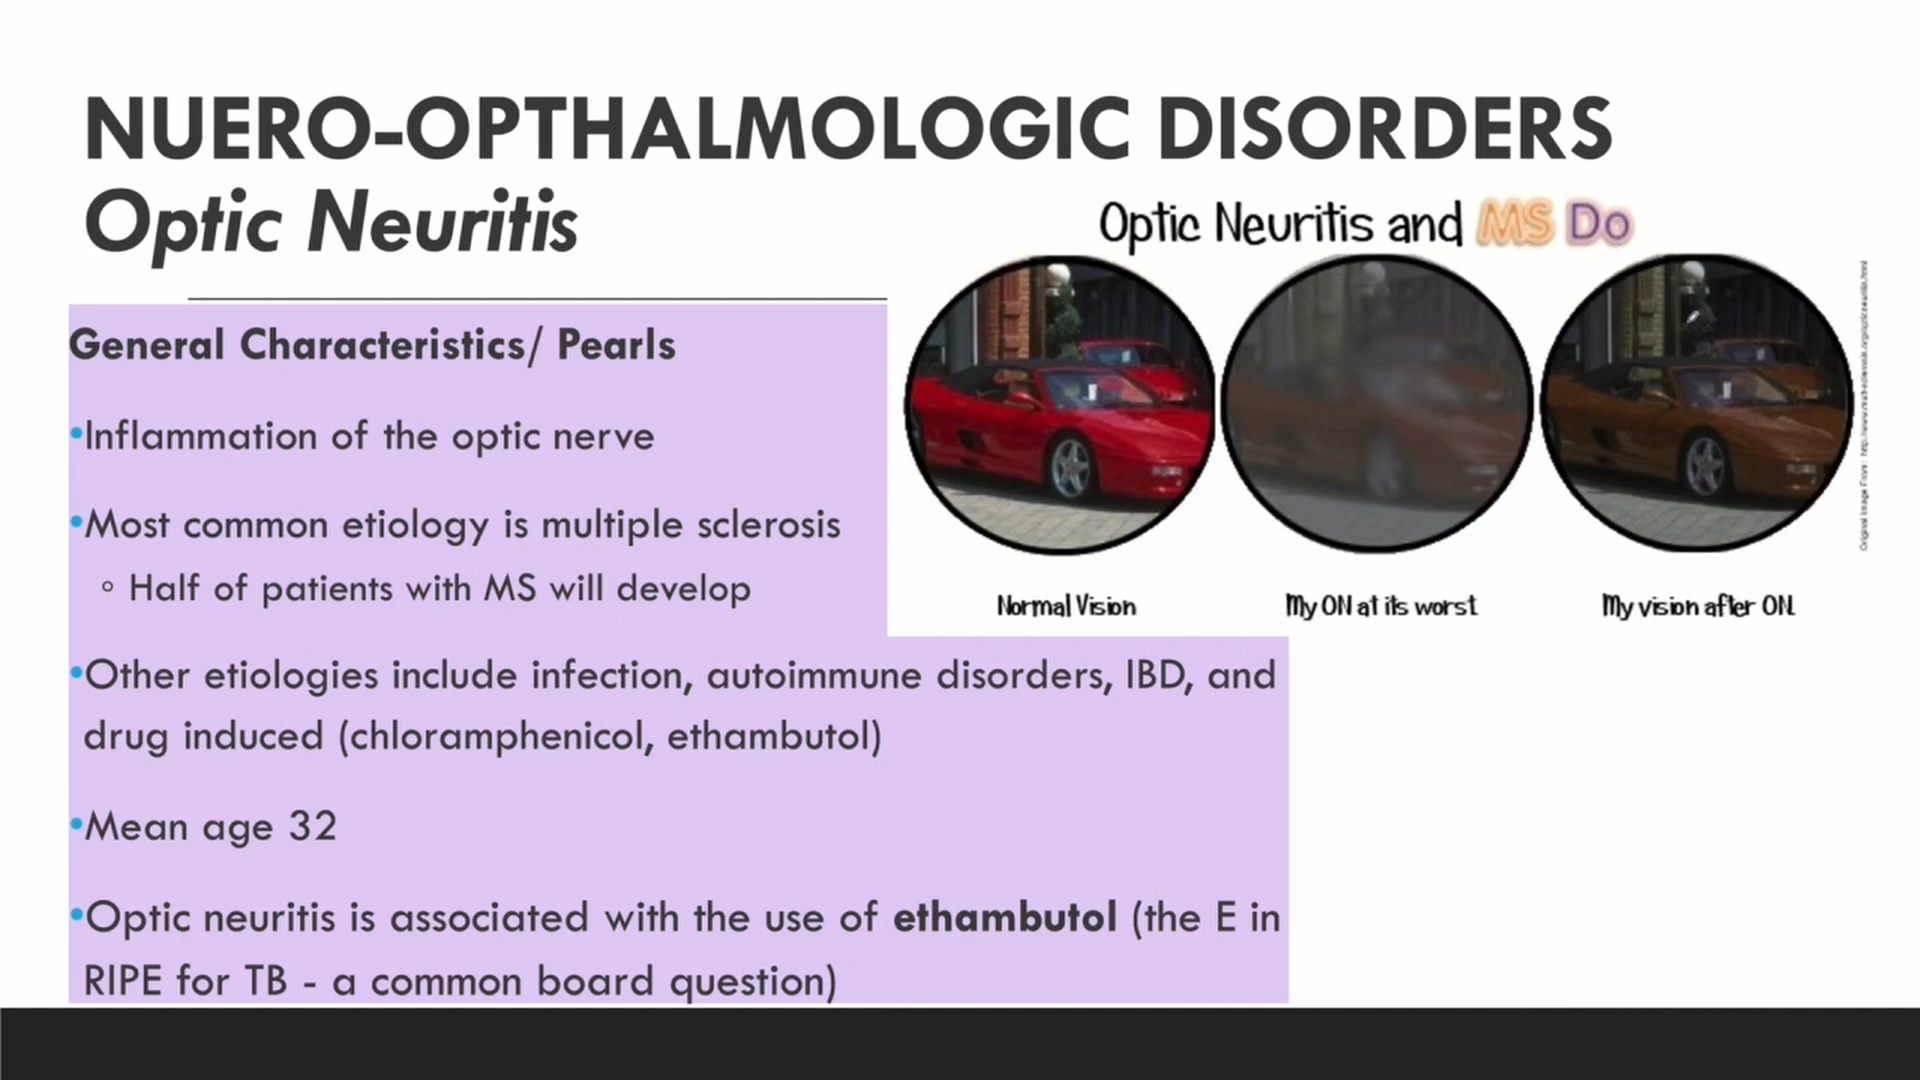 NUERO-OPTHALMOLOGIC DISORDERS
Optic Neuritis
General Characteristics/ Pearls
•Inflammation of the optic nerve
•Most common etiology is multiple sclerosis
◦ Half of patients with MS will develop
•Other etiologies include infection, autoimmune disorders, IBD, and
drug induced (chloramphenicol, ethambutol)
•Mean age 32
•Optic neuritis is associated with the use of ethambutol (the E in
RIPE for TB - a common board question)
Optic Neuritis and MS Do
Normal Vision
My ON at its worst
My vision after ON.
Original Image From: